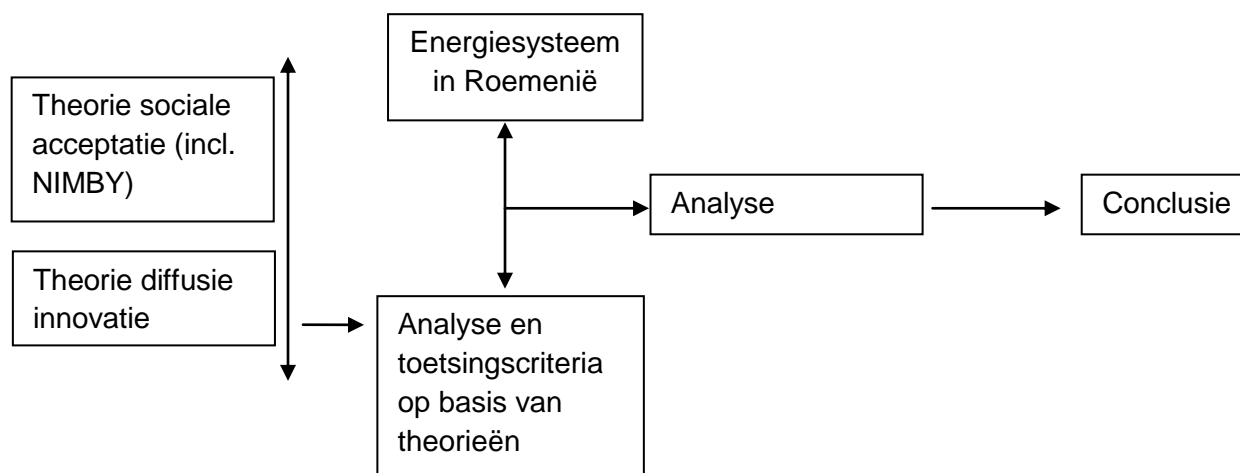 Theorie sociale
acceptatie (incl.
NIMBY)
Theorie diffusie
innovatie
Energiesysteem
in Roemenië
Analyse en
toetsingscriteria
op basis van
theorieën
Analyse
Conclusie